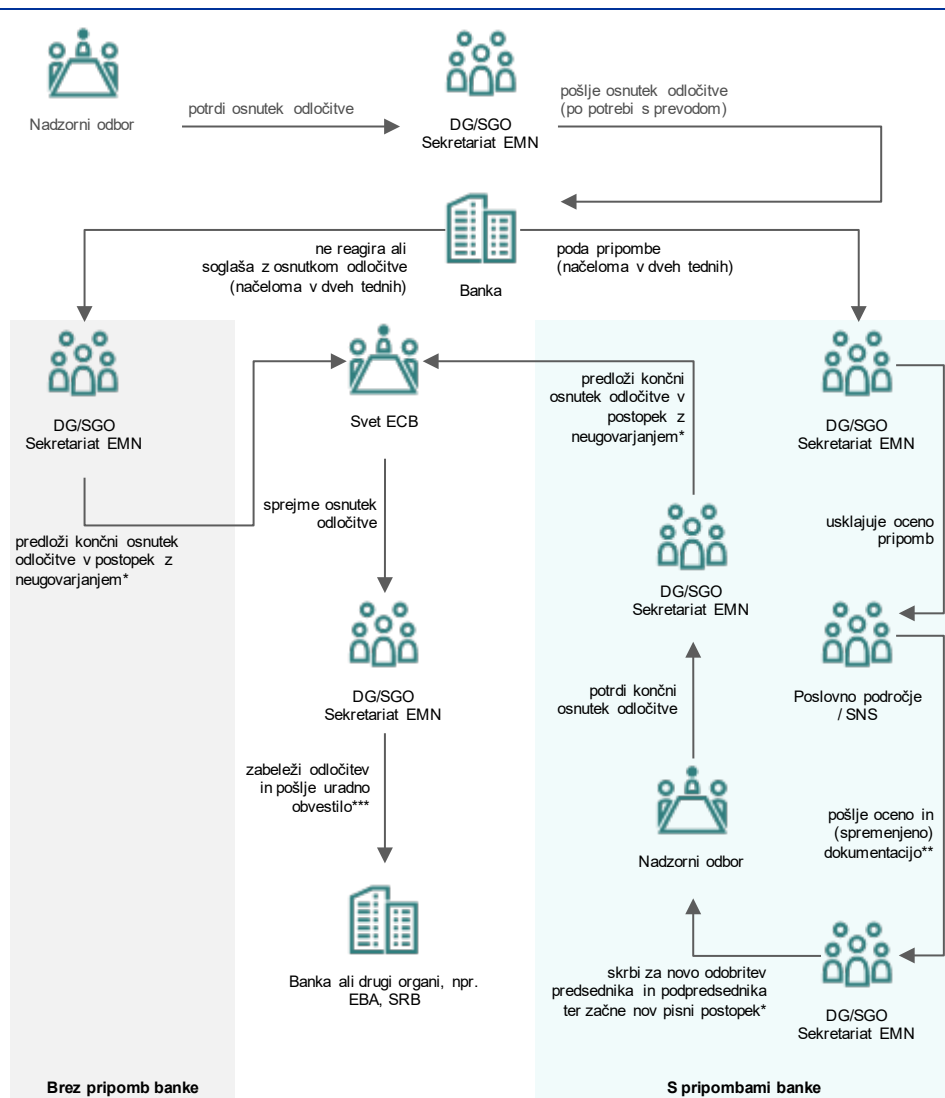 Nadzorni odbor
potrdi osnutek odločitve
DG/SGO
Sekretariat EMN
pošlje osnutek odločitve
(po potrebi s prevodom)
Banka
ne reagira ali
soglaša z osnutkom odločitve
(načeloma v dveh tednih)
poda pripombe
(načeloma v dveh tednih)
DG/SGO
Sekretariat EMN
predloži končni osnutek
odločitve v postopek z
neugovarjanjem*
Brez pripomb banke
Svet ECB
sprejme osnutek
odločitve
DG/SGO
Sekretariat EMN
zabeleži odločitev
in pošlje uradno
obvestilo***
Banka ali drugi organi, npr.
EBA, SRB
DG/SGO
Sekretariat EMN
usklajuje oceno
pripomb
Poslovno področje
/ SNS
pošlje oceno in
(spremenjeno)
dokumentacijo**
DG/SGO
Sekretariat EMN
skrbi za novo odobritev
predsednika in podpredsednika
ter začne nov pisni postopek*
Nadzorni odbor
potrdi končni
osnutek odločitve
DG/SGO
Sekretariat EMN
predloži končni
osnutek odločitve v
postopek z
neugovarjanjem*
S pripombami banke